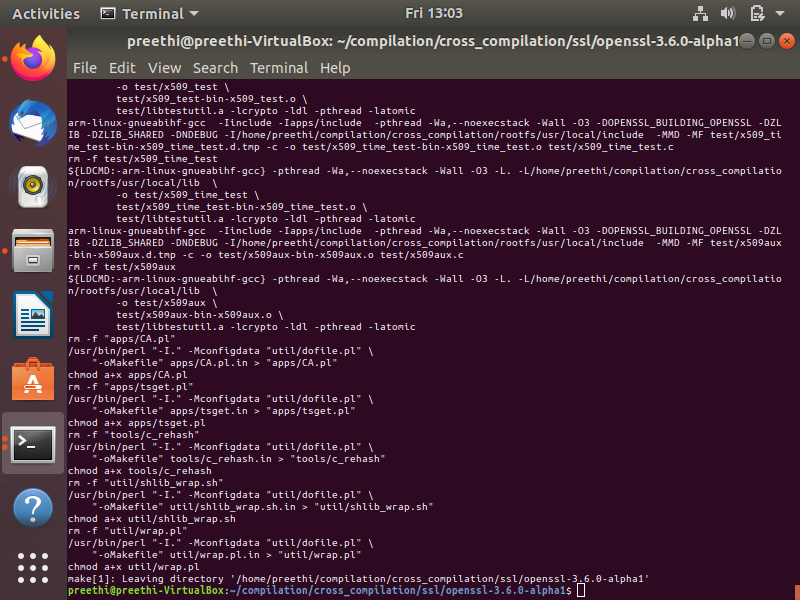 Activities
Terminal
Fri 13:03
preethi@preethi-VirtualBox: ~/compilation/cross_compilation/ssl/openssl-3.6.0-alpha1
File Edit View Search Terminal Help
        -o test/x509_test \
        test/x509_test-bin-x509_test.o \
        test/libtestutil.a -lcrypto -ldl -pthread -latomic
arm-linux-gnueabihf-gcc  -Iinclude -Iapps/include  -pthread -Wa,--noexecstack -Wall -O3 -DOPENSSL_BUILDING_OPENSSL -DZL
IB -DZLIB_SHARED -DNDEBUG -I/home/preethi/compilation/cross_compilation/rootfs/usr/local/include  -MMD -MF test/x509_ti
me_test-bin-x509_time_test.d.tmp -c -o test/x509_time_test-bin-x509_time_test.o test/x509_time_test.c
rm -f test/x509_time_test
${LDCMD:-arm-linux-gnueabihf-gcc} -pthread -Wa,--noexecstack -Wall -O3 -L. -L/home/preethi/compilation/cross_compilatio
n/rootfs/usr/local/lib  \
        -o test/x509_time_test \
        test/x509_time_test-bin-x509_time_test.o \
        test/libtestutil.a -lcrypto -ldl -pthread -latomic
arm-linux-gnueabihf-gcc  -Iinclude -Iapps/include  -pthread -Wa,--noexecstack -Wall -O3 -DOPENSSL_BUILDING_OPENSSL -DZL
IB -DZLIB_SHARED -DNDEBUG -I/home/preethi/compilation/cross_compilation/rootfs/usr/local/include  -MMD -MF test/x509aux
-bin-x509aux.d.tmp -c -o test/x509aux-bin-x509aux.o test/x509aux.c
rm -f test/x509aux
${LDCMD:-arm-linux-gnueabihf-gcc} -pthread -Wa,--noexecstack -Wall -O3 -L. -L/home/preethi/compilation/cross_compilatio
n/rootfs/usr/local/lib  \
        -o test/x509aux \
        test/x509aux-bin-x509aux.o \
        test/libtestutil.a -lcrypto -ldl -pthread -latomic
rm -f "apps/CA.pl"
/usr/bin/perl "-I." -Mconfigdata "util/dofile.pl" \
    "-oMakefile" apps/CA.pl.in > "apps/CA.pl"
chmod a+x apps/CA.pl
rm -f "apps/tsget.pl"
/usr/bin/perl "-I." -Mconfigdata "util/dofile.pl" \
    "-oMakefile" apps/tsget.in > "apps/tsget.pl"
chmod a+x apps/tsget.pl
rm -f "tools/c_rehash"
/usr/bin/perl "-I." -Mconfigdata "util/dofile.pl" \
    "-oMakefile" tools/c_rehash.in > "tools/c_rehash"
chmod a+x tools/c_rehash
rm -f "util/shlib_wrap.sh"
/usr/bin/perl "-I." -Mconfigdata "util/dofile.pl" \
    "-oMakefile" util/shlib_wrap.sh.in > "util/shlib_wrap.sh"
chmod a+x util/shlib_wrap.sh
rm -f "util/wrap.pl"
/usr/bin/perl "-I." -Mconfigdata "util/dofile.pl" \
    "-oMakefile" util/wrap.pl.in > "util/wrap.pl"
chmod a+x util/wrap.pl
make[1]: Leaving directory '/home/preethi/compilation/cross_compilation/ssl/openssl-3.6.0-alpha1'
preethi@preethi-VirtualBox:~/compilation/cross_compilation/ssl/openssl-3.6.0-alpha1$